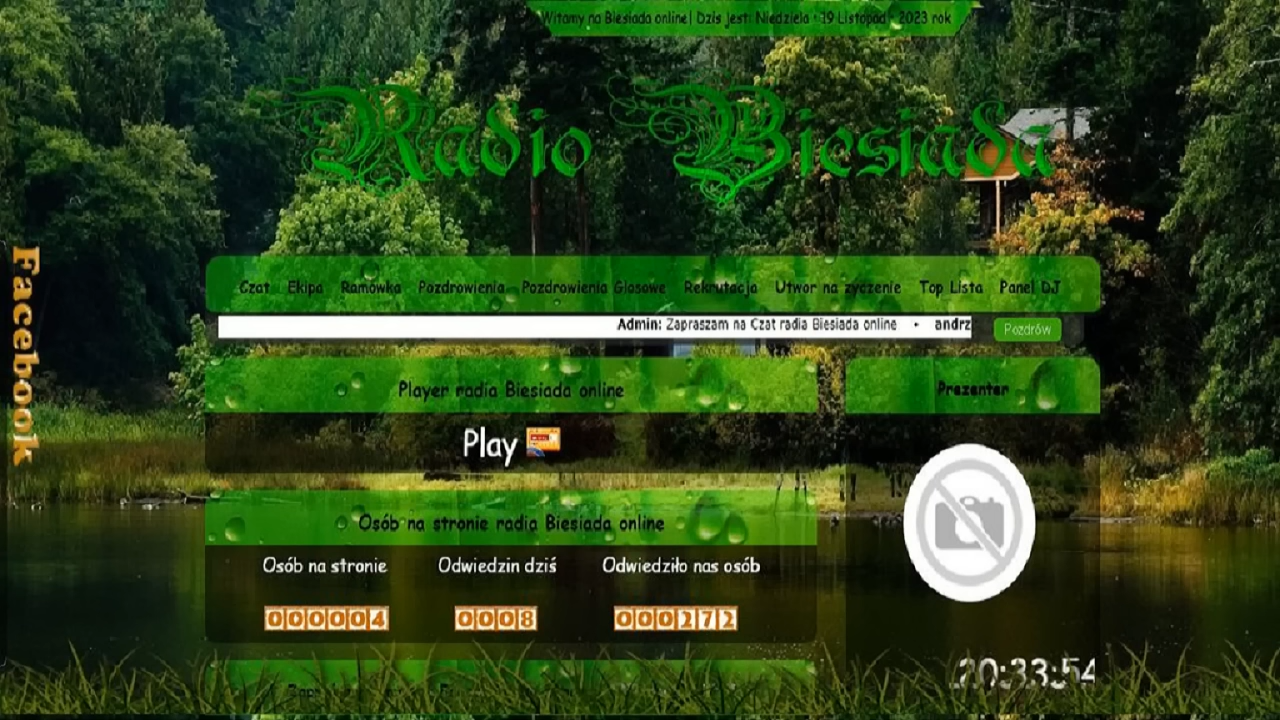 Witamy na Biesiada online| Dzis jest: Niedziela • 19 Listopad • 2023 rok
Radio Biesiada
Facebook
Czat Ekipa Ramówka Pozdrowienia Pozdrowienia Glosowe Rekrutacja Utwor na zyczenie Top Lista Panel DJ
Admin: Zapraszam na Czat radia Biesiada online • andrz
Pozdrów
Player radia Biesiada online
Prezenter
Play
Osób na stronie radia Biesiada online
Osób na stronie Odwiedzin dziś Odwiedziło nas osób
000004 0008 000272
20:33:54